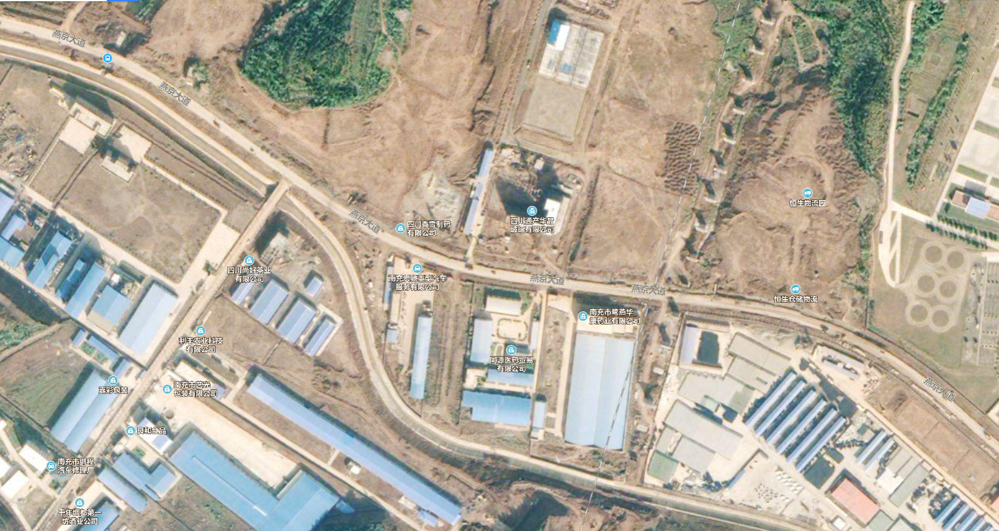 燕京大道
燕京大道
恒生物流园
燕京大道
四川香雪制药
有限公司
四川通产华晶
玻璃有限公司
四川尚好茶业
有限公司
南充宏驰重型汽车
服务有限公司
燕京大道
燕京大道
恒生仓储物流
南充市鹭燕华
康药业有限公司
利丰农业科技
有限公司
同源医药贸易
有限公司
嘉彩包装
南充市艺光
包装有限公司
燕京大道
良和食品
南充市鹏程
汽车修理厂
千年绸都第一
坊酒业公司